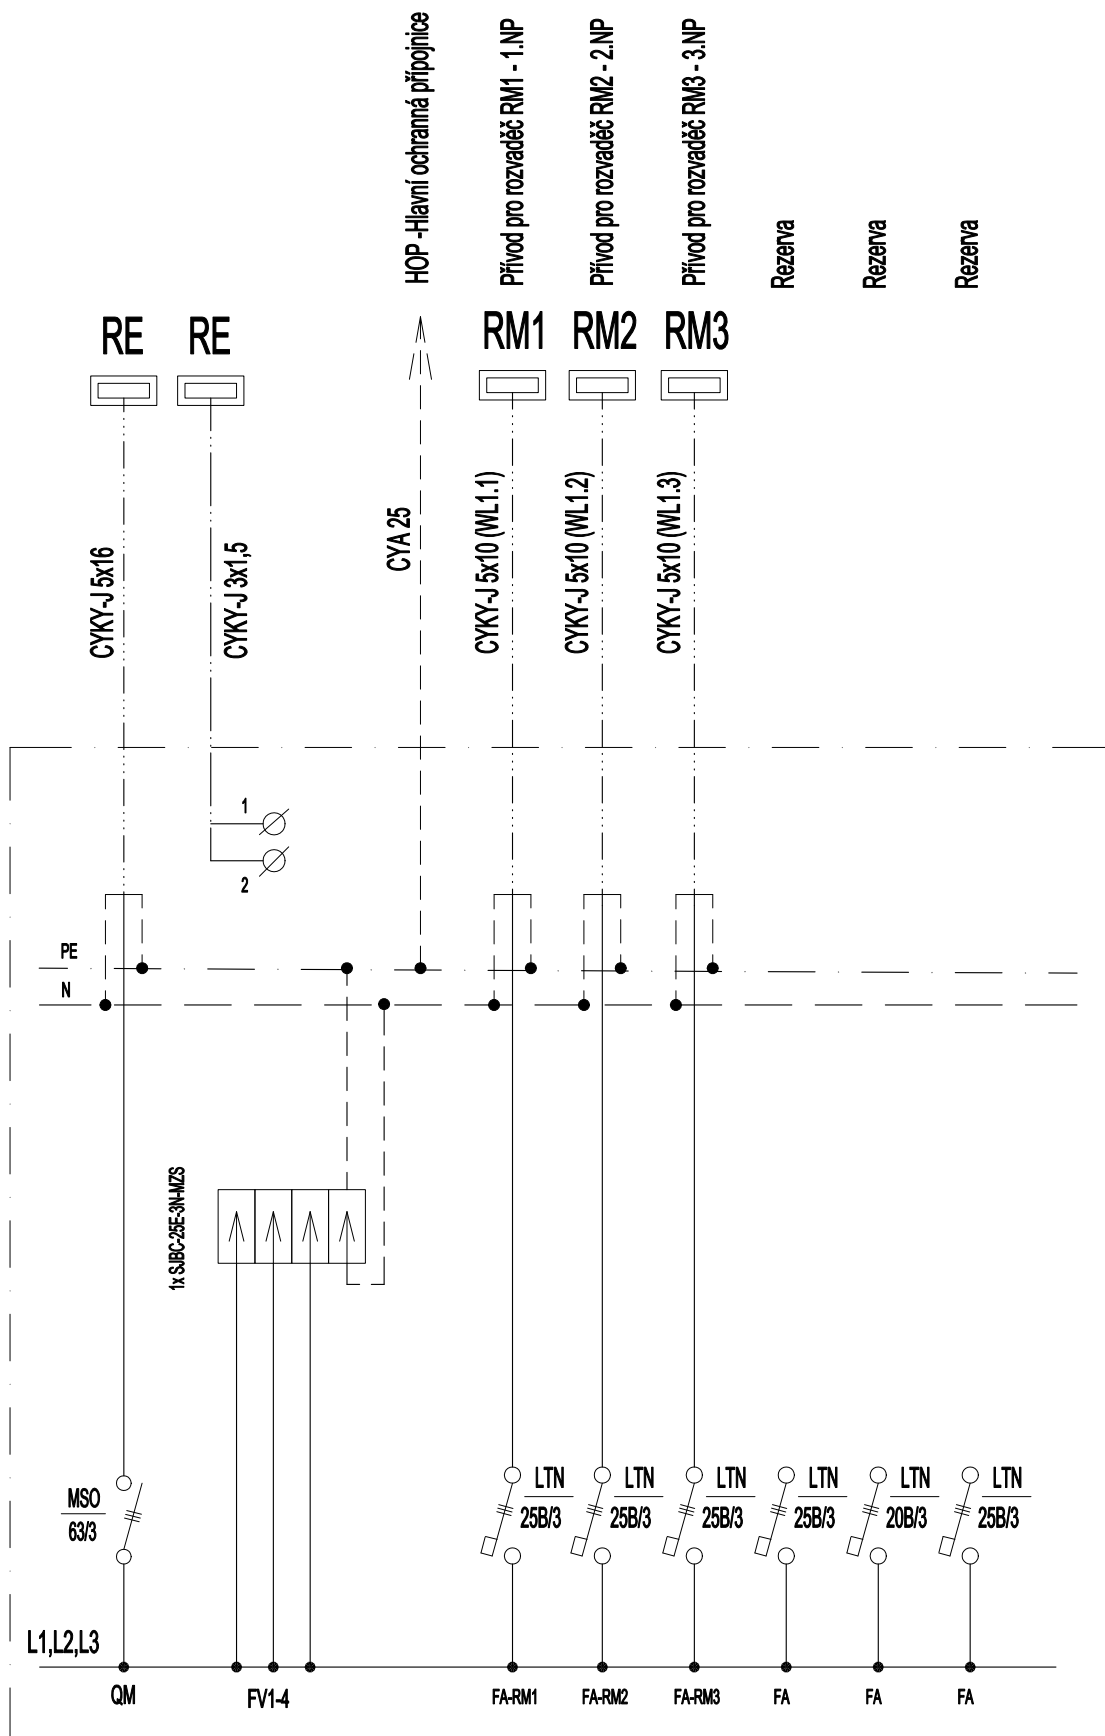 HOP -Hlavní ochranná přípojnice
Přívod pro rozvaděč RM1 - 1.NP
Přívod pro rozvaděč RM2 - 2.NP
Přívod pro rozvaděč RM3 - 3.NP
Rezerva
Rezerva
Rezerva
RE
RE
RM1
RM2
RM3
CYKY-J 5x16
CYKY-J 3x1,5
CYA 25
CYKY-J 5x10 (WL1.1)
CYKY-J 5x10 (WL1.2)
CYKY-J 5x10 (WL1.3)
1
2
PE
N
1x SJBC-25E-3N-MZS
MSO
63/3
LTN
25B/3
LTN
25B/3
LTN
25B/3
LTN
25B/3
LTN
20B/3
LTN
25B/3
L1,L2,L3
QM
FV1-4
FA-RM1
FA-RM2
FA-RM3
FA
FA
FA